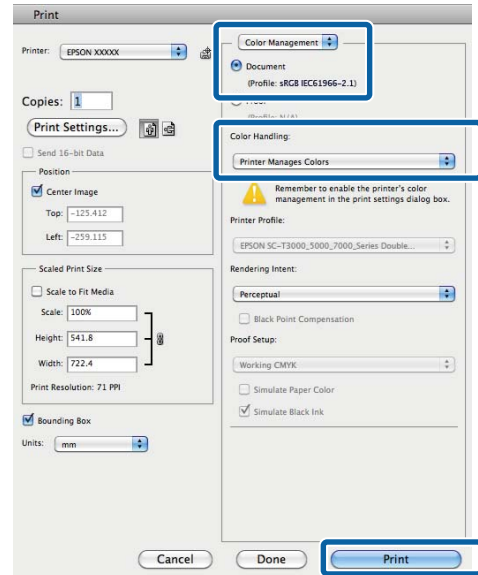 Print
Printer: EPSON XXXXX
Copies: 1
Print Settings...
Send 16-bit Data
Position
Center Image
Top: -125.412
Left: -259.115
Scaled Print Size
Scale to Fit Media
Scale: 100%
Height: 541.8
Width: 722.4
Print Resolution: 71 PPI
Bounding Box
Units: mm
Color Management
Document
(Profile: sRGB IEC61966-2.1)
Color Handling:
Printer Manages Colors
Remember to enable the printer's color
management in the print settings dialog box.
Printer Profile:
EPSON SC-T3000_5000_7000_Series Double...
Rendering Intent:
Perceptual
Black Point Compensation
Proof Setup:
Working CMYK
Simulate Paper Color
Simulate Black Ink
Cancel
Done
Print